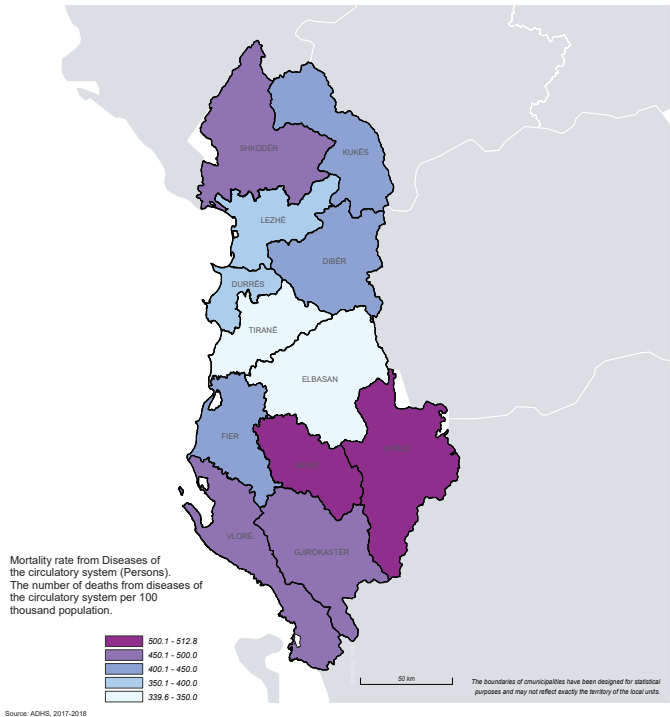 SHKODËR
KUKËS
LEZHË
DIBËR
DURRËS
TIRANË
ELBASAN
FIER
VLORË
GJIROKASTËR
Mortality rate from Diseases of
the circulatory system (Persons).
The number of deaths from diseases of
the circulatory system per 100
thousand population.
500.1 - 512.8
450.1 - 500.0
400.1 - 450.0
350.1 - 400.0
339.6 - 350.0
50 km
The boundaries of cmunicipalities have been designed for statistical
purposes and may not reflect exactly the territory of the local units.
Source: ADHS, 2017-2018